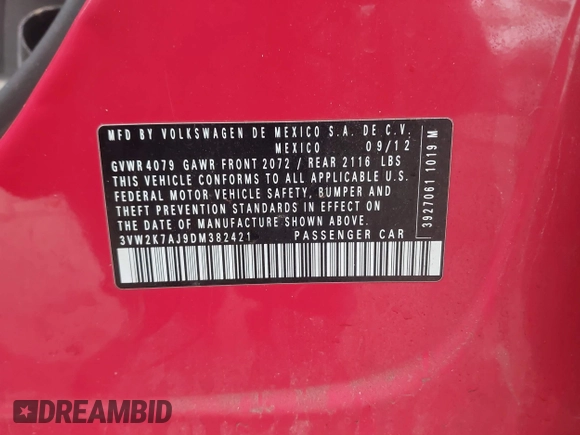 MFD BY VOLKSWAGEN DE MEXICO S.A. DE C.V.
MEXICO 09/12
GVWR 4079 GAWR FRONT 2072 / REAR 2116 LBS
THIS VEHICLE CONFORMS TO ALL APPLICABLE U.S.
FEDERAL MOTOR VEHICLE SAFETY, BUMPER AND
THEFT PREVENTION STANDARDS IN EFFECT ON
THE DATE OF MANUFACTURE SHOWN ABOVE.
3VW2K7AJ9DM382421 PASSENGER CAR
3927061 1019 M
DREAMBID